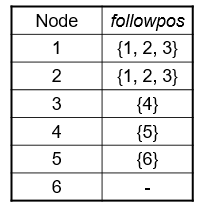 Node followpos
1 {1, 2, 3}
2 {1, 2, 3}
3 {4}
4 {5}
5 {6}
6 -